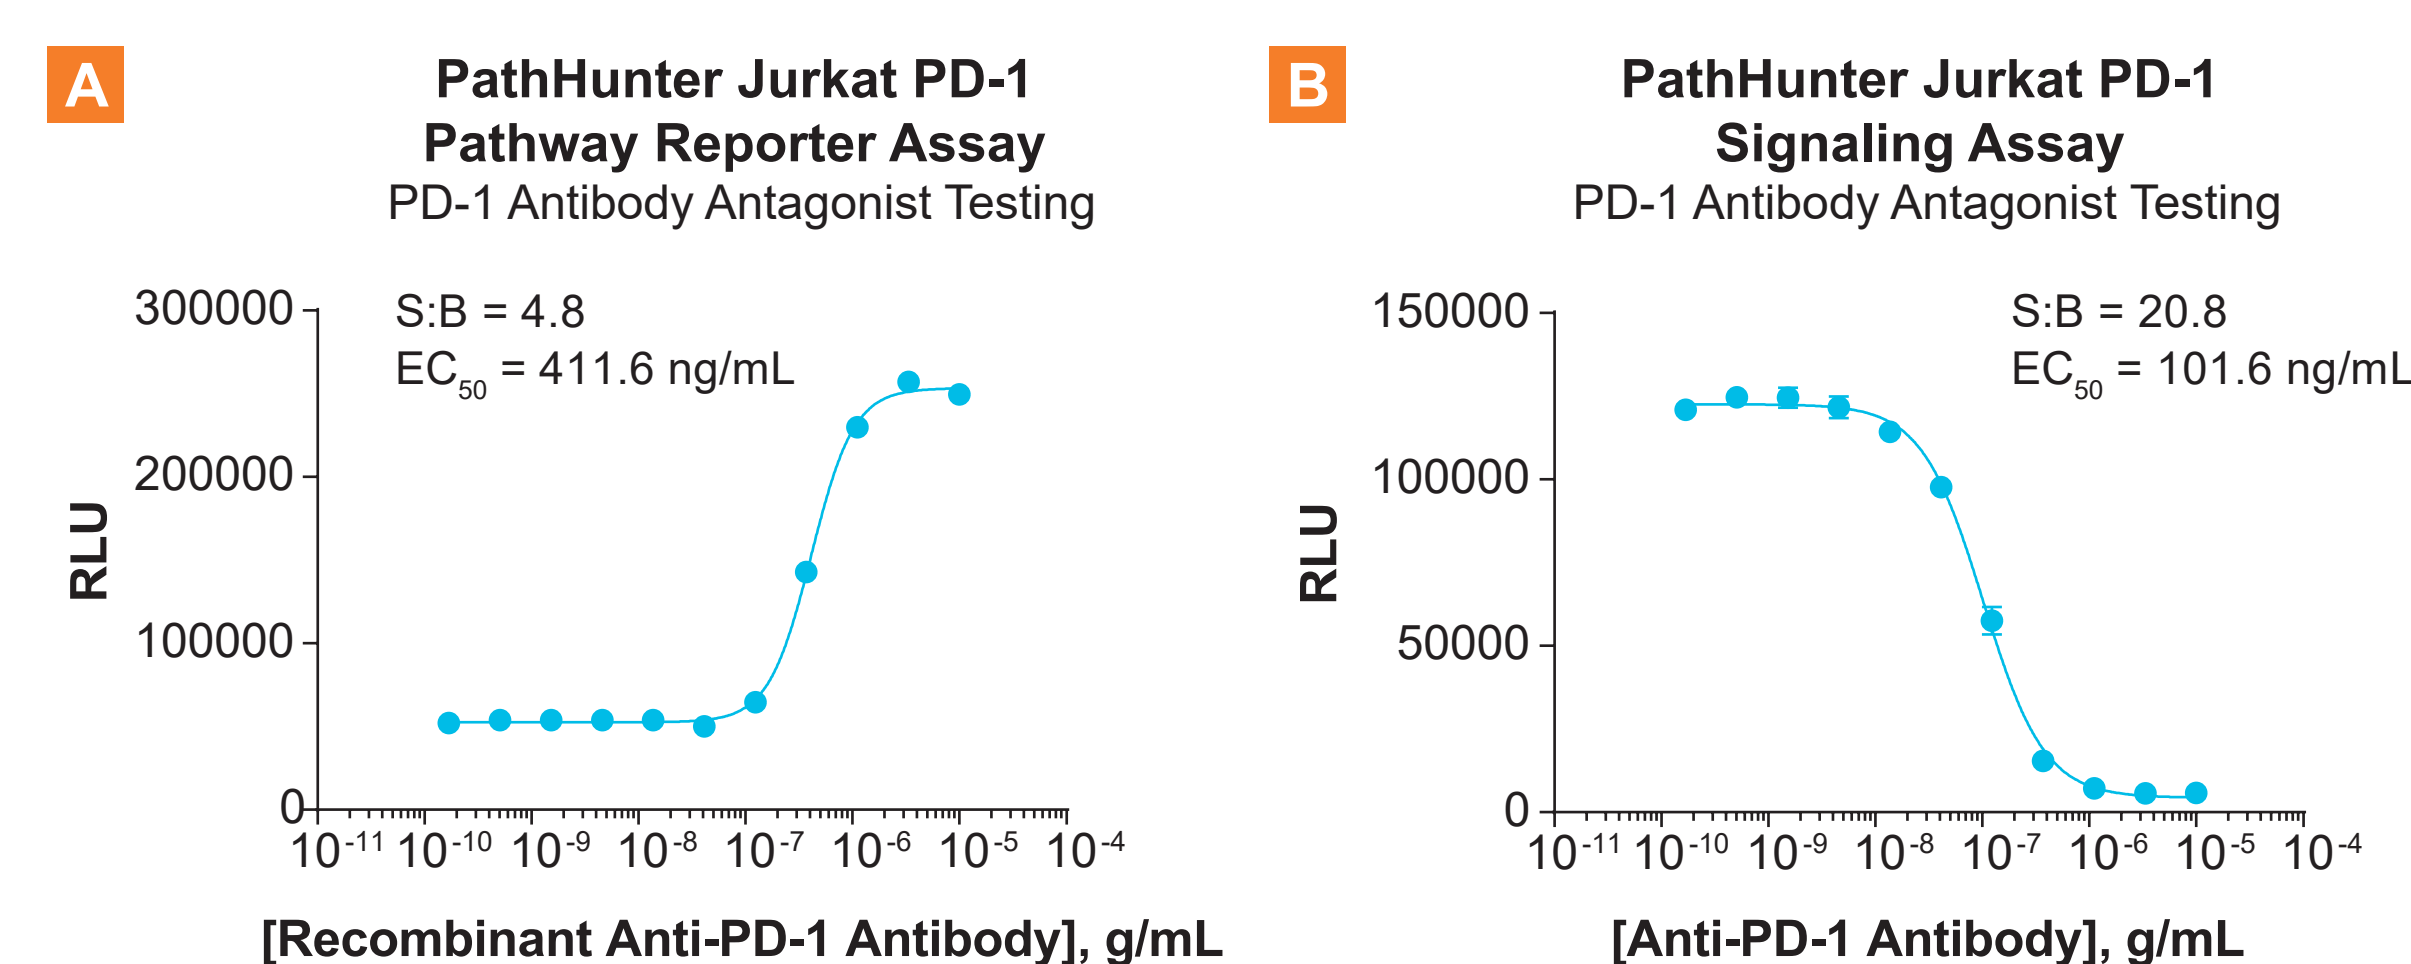 A
PathHunter Jurkat PD-1
Pathway Reporter Assay
PD-1 Antibody Antagonist Testing
S:B = 4.8
EC50 = 411.6 ng/mL
RLU
300000
200000
100000
0
10-11 10-10 10-9 10-8 10-7 10-6 10-5 10-4
[Recombinant Anti-PD-1 Antibody], g/mL
B
PathHunter Jurkat PD-1
Signaling Assay
PD-1 Antibody Antagonist Testing
S:B = 20.8
EC50 = 101.6 ng/mL
RLU
150000
100000
50000
0
10-11 10-10 10-9 10-8 10-7 10-6 10-5 10-4
[Anti-PD-1 Antibody], g/mL